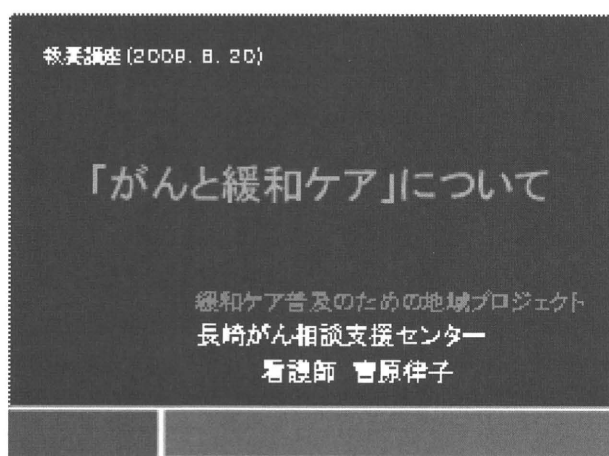 教養講座(2009. 8. 20)
「がんと緩和ケア」について
緩和ケア普及のための地域プロジェクト
長崎がん相談支援センター
看護師 吉原律子